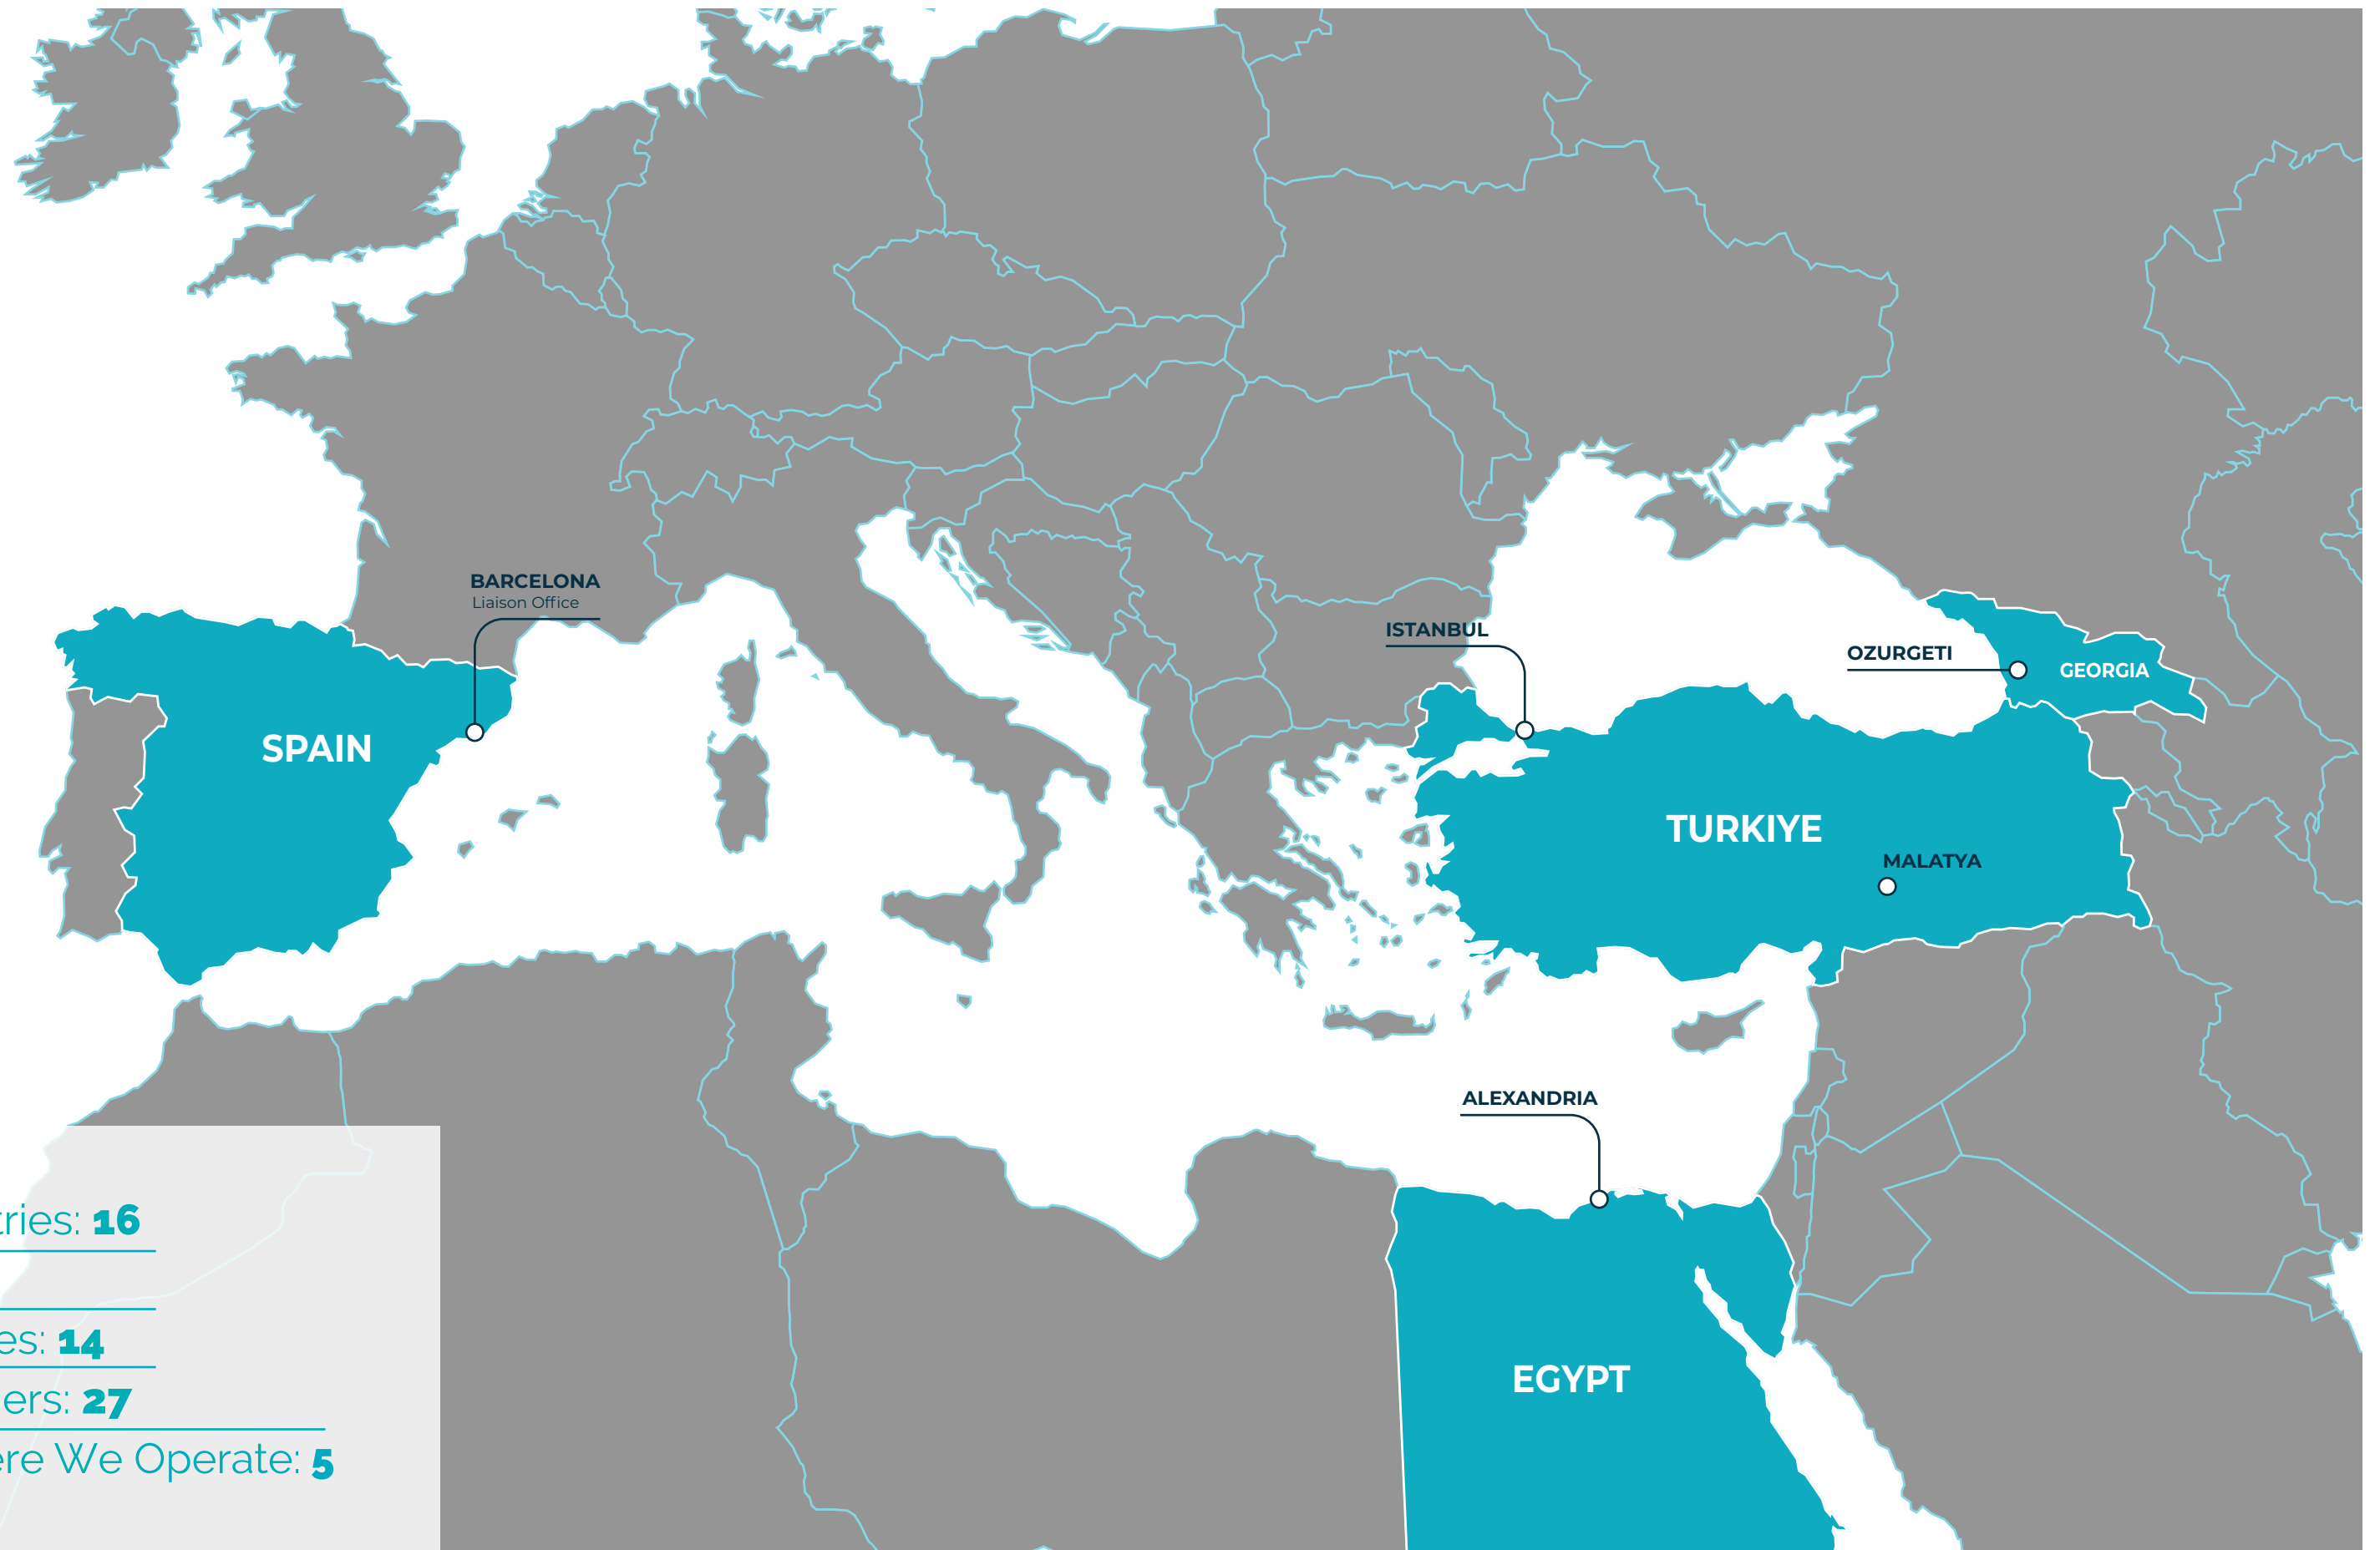 BARCELONA
Liaison Office
ISTANBUL
OZURGETI
GEORGIA
SPAIN
TURKIYE
MALATYA
ALEXANDRIA
EGYPT
ries: 16
es: 14
ers: 27
ere We Operate: 5